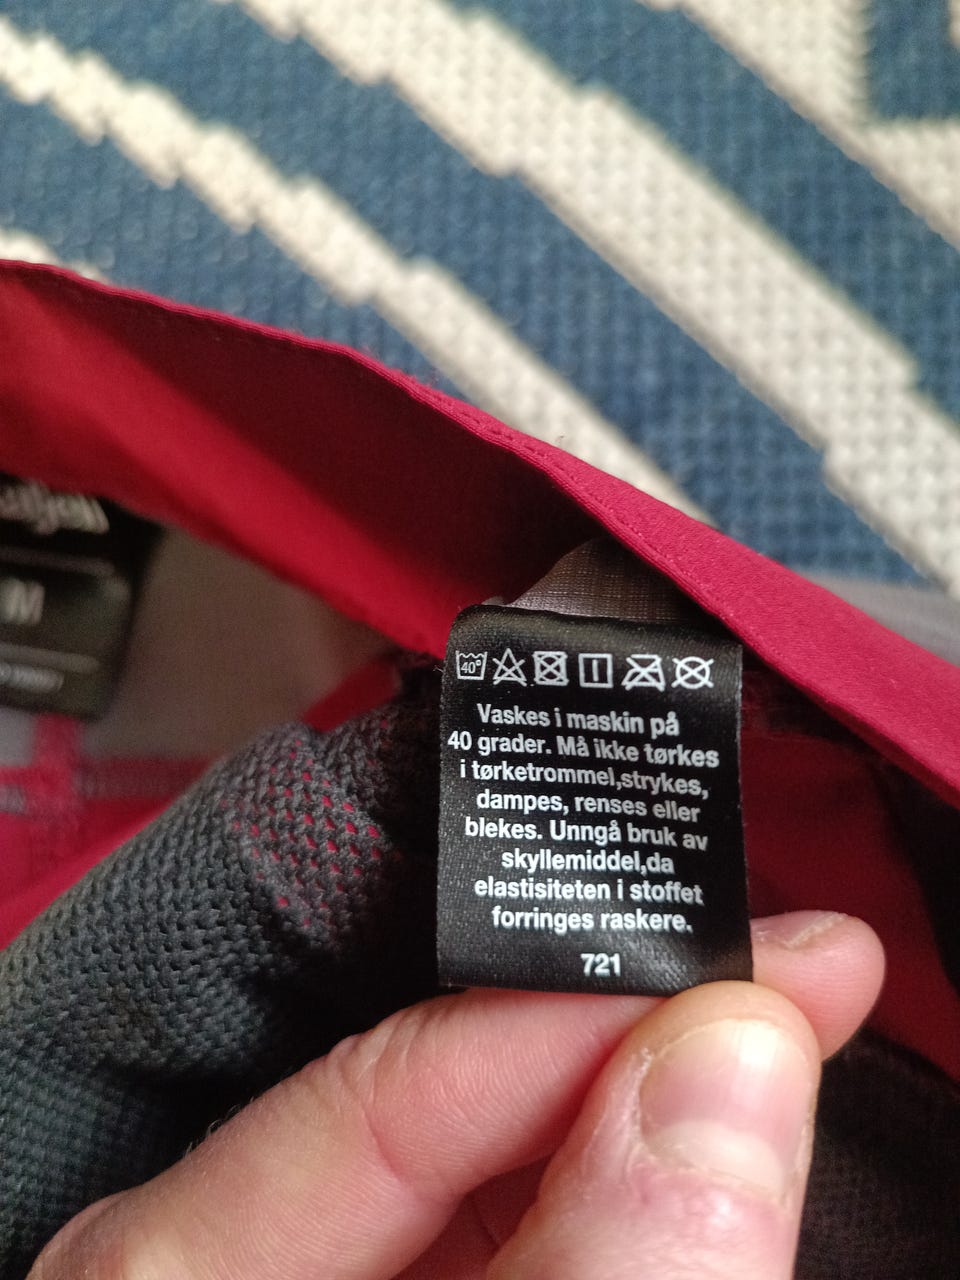 M
40°
Vaskes i maskin på
40 grader. Må ikke tørkes
i tørketrommel,strykes,
dampes, renses eller
blekes. Unngå bruk av
skyllemiddel,da
elastisiteten i stoffet
forringes raskere.
721